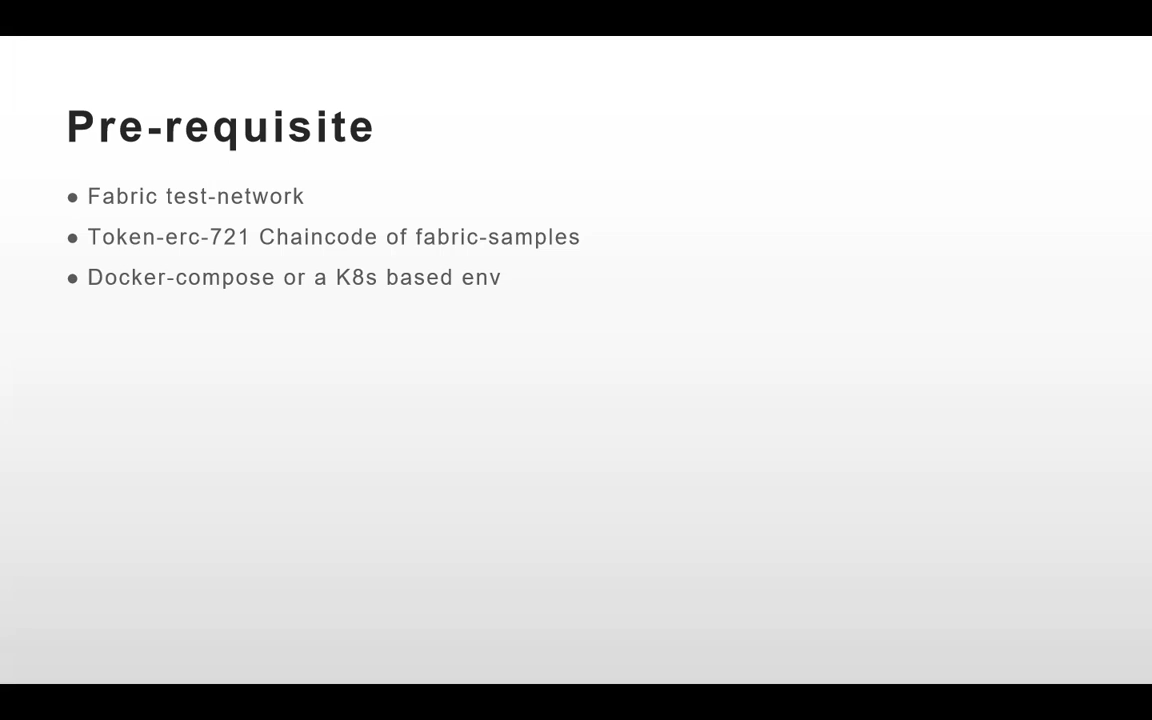 Pre-requisite
● Fabric test-network
● Token-erc-721 Chaincode of fabric-samples
● Docker-compose or a K8s based env